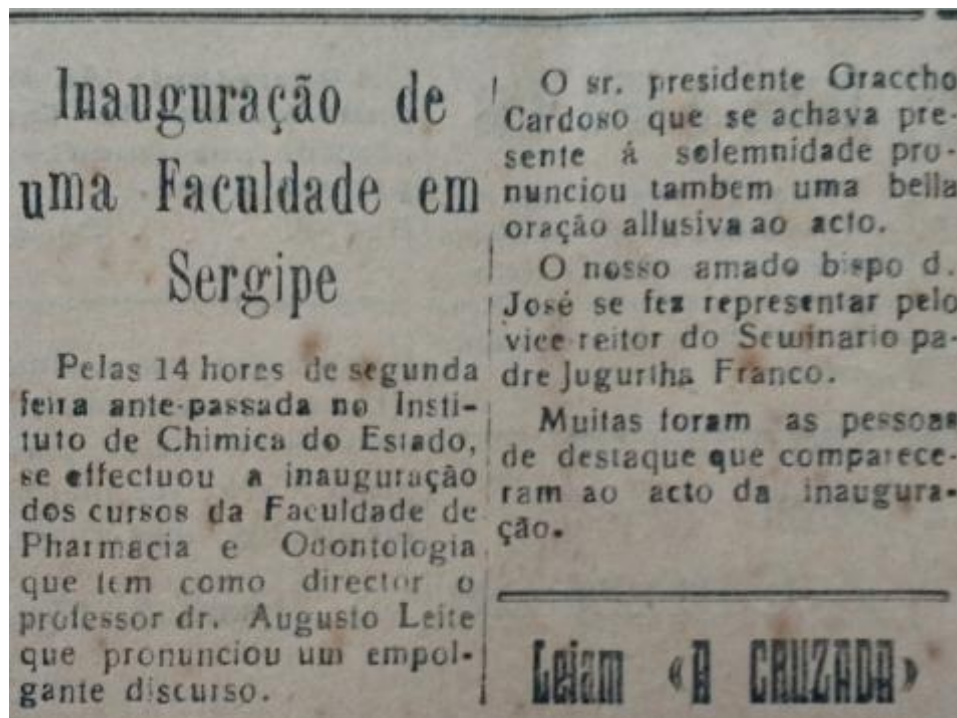 Inauguração de
uma Faculdade em
Sergipe
Pelas 14 hores de segunda
feira ante-passada no Insti-
tuto de Chimica do Estado,
se effectuou a inauguração
dos cursos da Faculdade de
Pharmacia e Odontologia
que tem como director o
professor dr. Augusto Leite
que pronunciou um empol-
gante discurso.
O sr. presidente Graccho
Cardoso que se achava pre-
sente á solemnidade pro-
nunciou tambem uma bella
oração allusiva ao acto.
O nosso amado bispo d.
José se fez representar pelo
vice-reitor do Seminario pa-
dre Jugurtha Franco.
Muitas foram as pessoas
de destaque que comparece-
ram ao acto da inaugura-
ção.
Leiam «A CRUZADA»